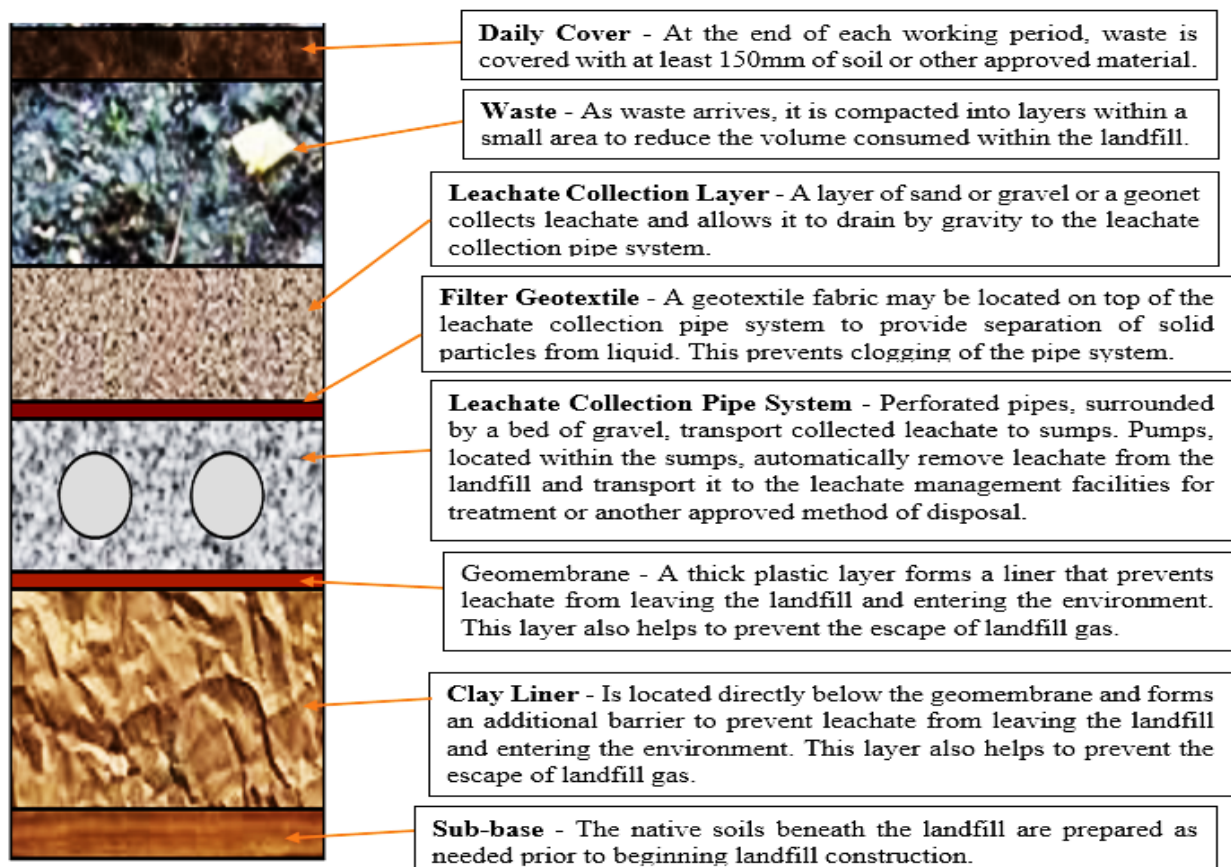 Daily Cover - At the end of each working period, waste is
covered with at least 150mm of soil or other approved material.
Waste - As waste arrives, it is compacted into layers within a
small area to reduce the volume consumed within the landfill.
Leachate Collection Layer - A layer of sand or gravel or a geonet
collects leachate and allows it to drain by gravity to the leachate
collection pipe system.
Filter Geotextile - A geotextile fabric may be located on top of the
leachate collection pipe system to provide separation of solid
particles from liquid. This prevents clogging of the pipe system.
Leachate Collection Pipe System - Perforated pipes, surrounded
by a bed of gravel, transport collected leachate to sumps. Pumps,
located within the sumps, automatically remove leachate from the
landfill and transport it to the leachate management facilities for
treatment or another approved method of disposal.
Geomembrane - A thick plastic layer forms a liner that prevents
leachate from leaving the landfill and entering the environment.
This layer also helps to prevent the escape of landfill gas.
Clay Liner - Is located directly below the geomembrane and forms
an additional barrier to prevent leachate from leaving the landfill
and entering the environment. This layer also helps to prevent the
escape of landfill gas.
Sub-base - The native soils beneath the landfill are prepared as
needed prior to beginning landfill construction.